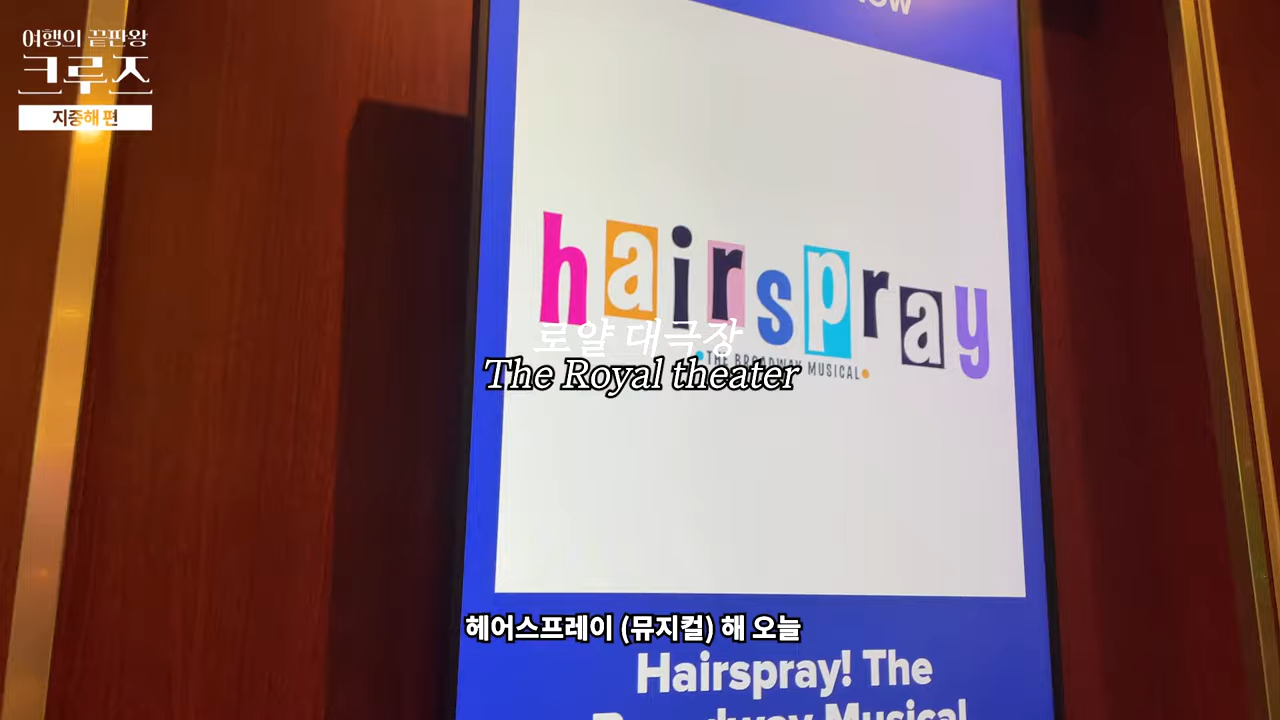 여행의 끝판왕
크루즈
지중해 편
hairspray
THE BROADWAY MUSICAL
로얄 대극장
The Royal theater
헤어스프레이 (뮤지컬) 해 오늘
Hairspray! The
Broadway Musical